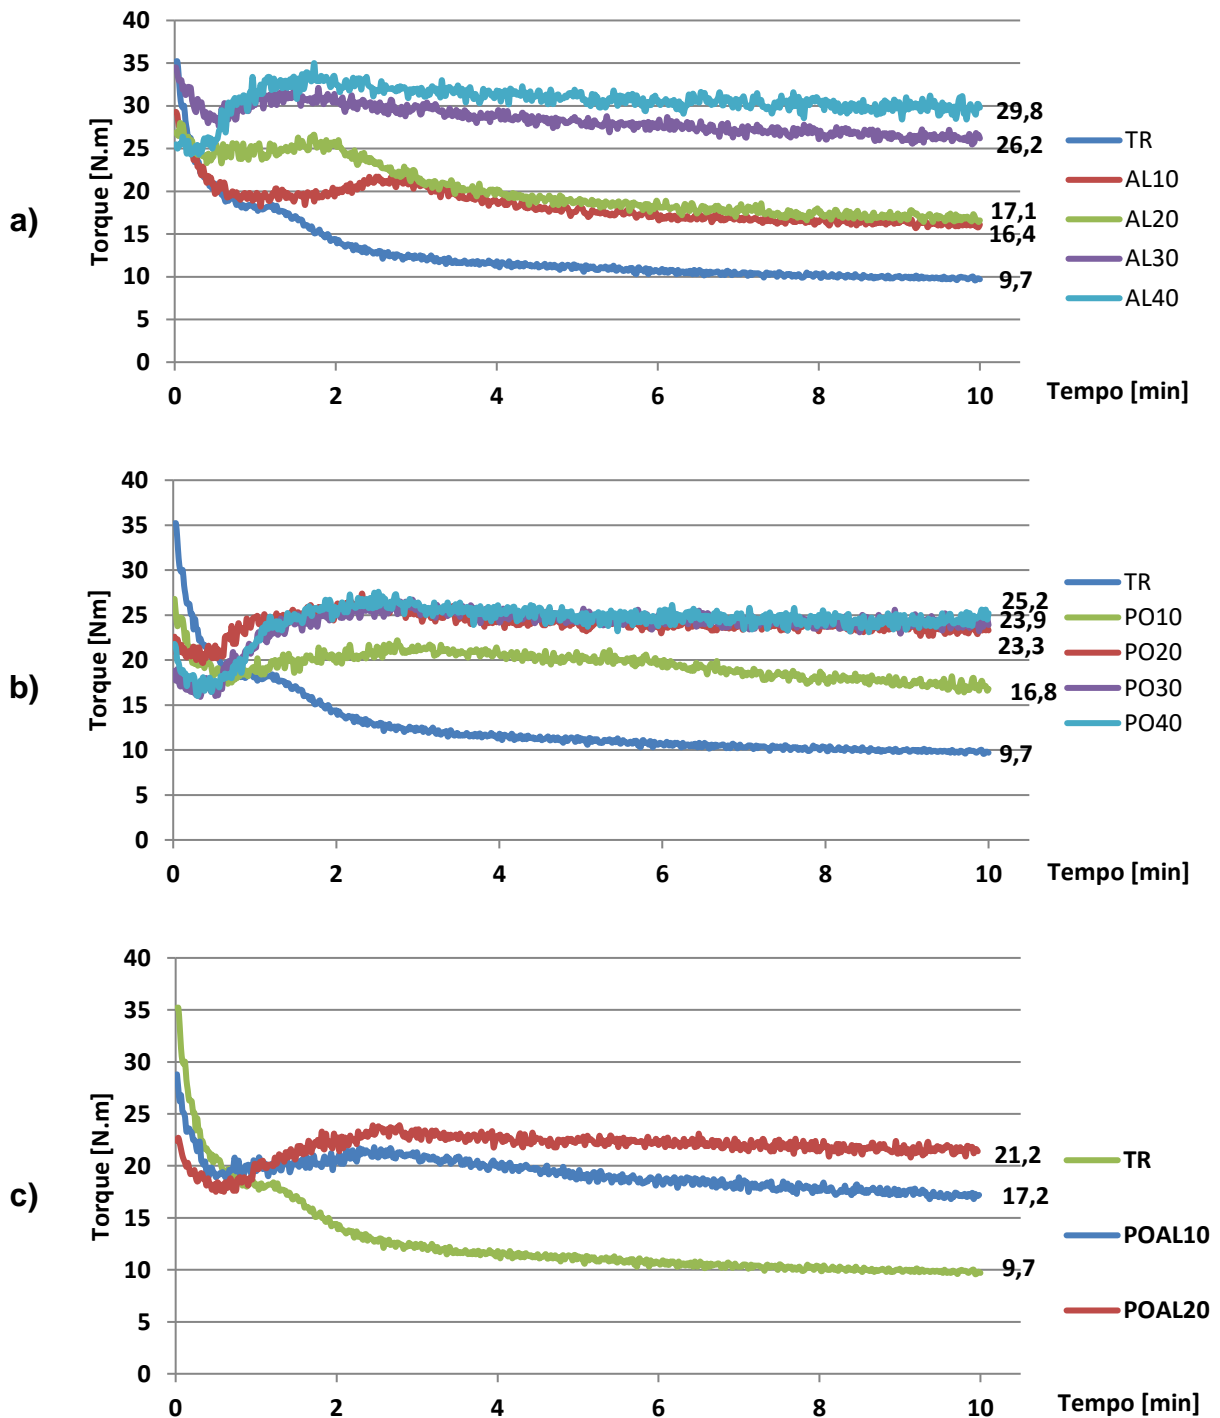 a)
Torque [N.m]
40
35
30
25
20
15
10
5
0
0 2 4 6 8 10
Tempo [min]
29,8
26,2
17,1
16,4
9,7
TR
AL10
AL20
AL30
AL40
b)
Torque [Nm]
40
35
30
25
20
15
10
5
0
0 2 4 6 8 10
Tempo [min]
25,2
23,9
23,3
16,8
9,7
TR
PO10
PO20
PO30
PO40
c)
Torque [N.m]
40
35
30
25
20
15
10
5
0
0 2 4 6 8 10
Tempo [min]
21,2
17,2
9,7
TR
POAL10
POAL20